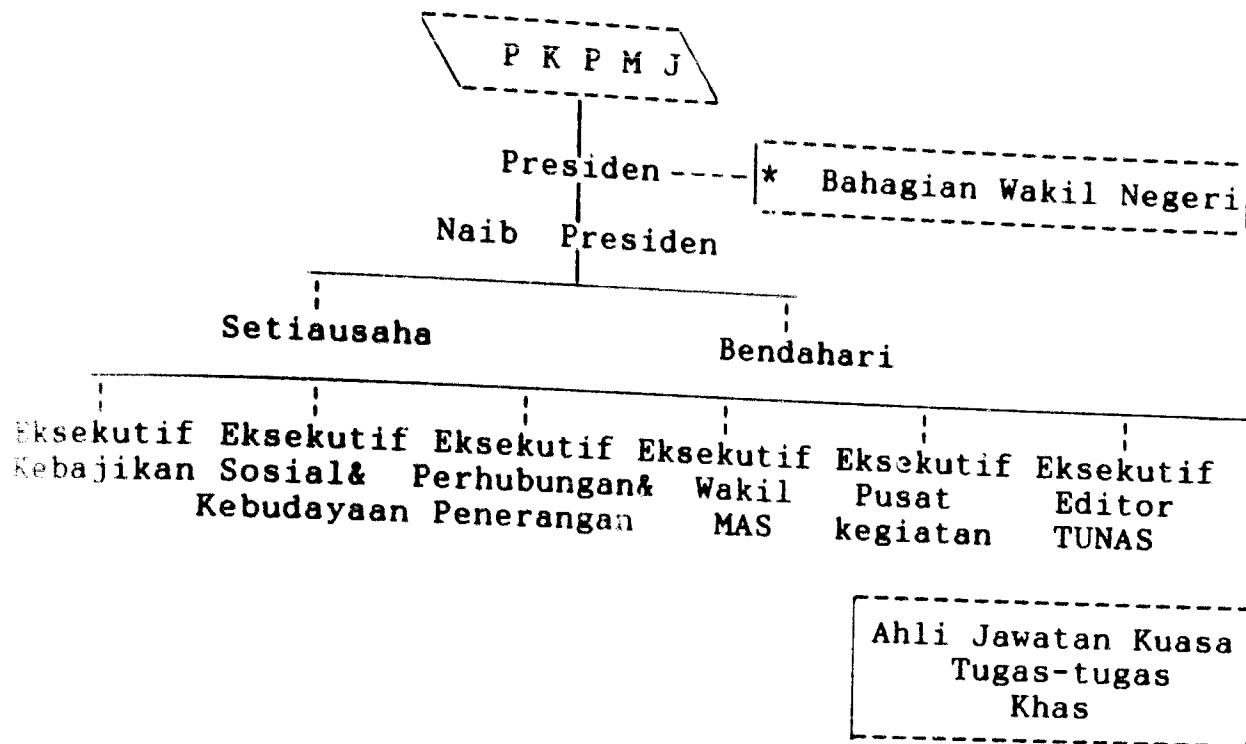 P K P M J
Presiden
* Bahagian Wakil Negeri
Naib Presiden
Setiausaha
Bendahari
Eksekutif
Kebajikan
Eksekutif
Sosial&
Kebudayaan
Eksekutif
Perhubungan&
Penerangan
Eksekutif
Wakil
MAS
Eksekutif
Pusat
kegiatan
Eksekutif
Editor
TUNAS
Ahli Jawatan Kuasa
Tugas-tugas
Khas